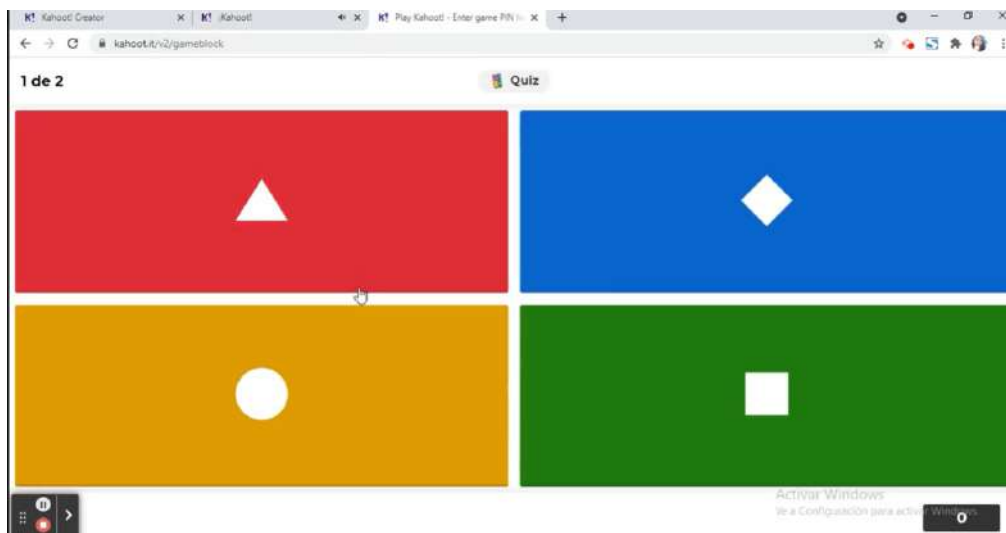 K! Kahoot! Creator
K! ¡Kahoot!
K! Play Kahoot! - Enter game PIN
kahoot.it/v2/gameblock
1 de 2
Quiz
Activar Windows
Ve a Configuración para activar Windows.
0